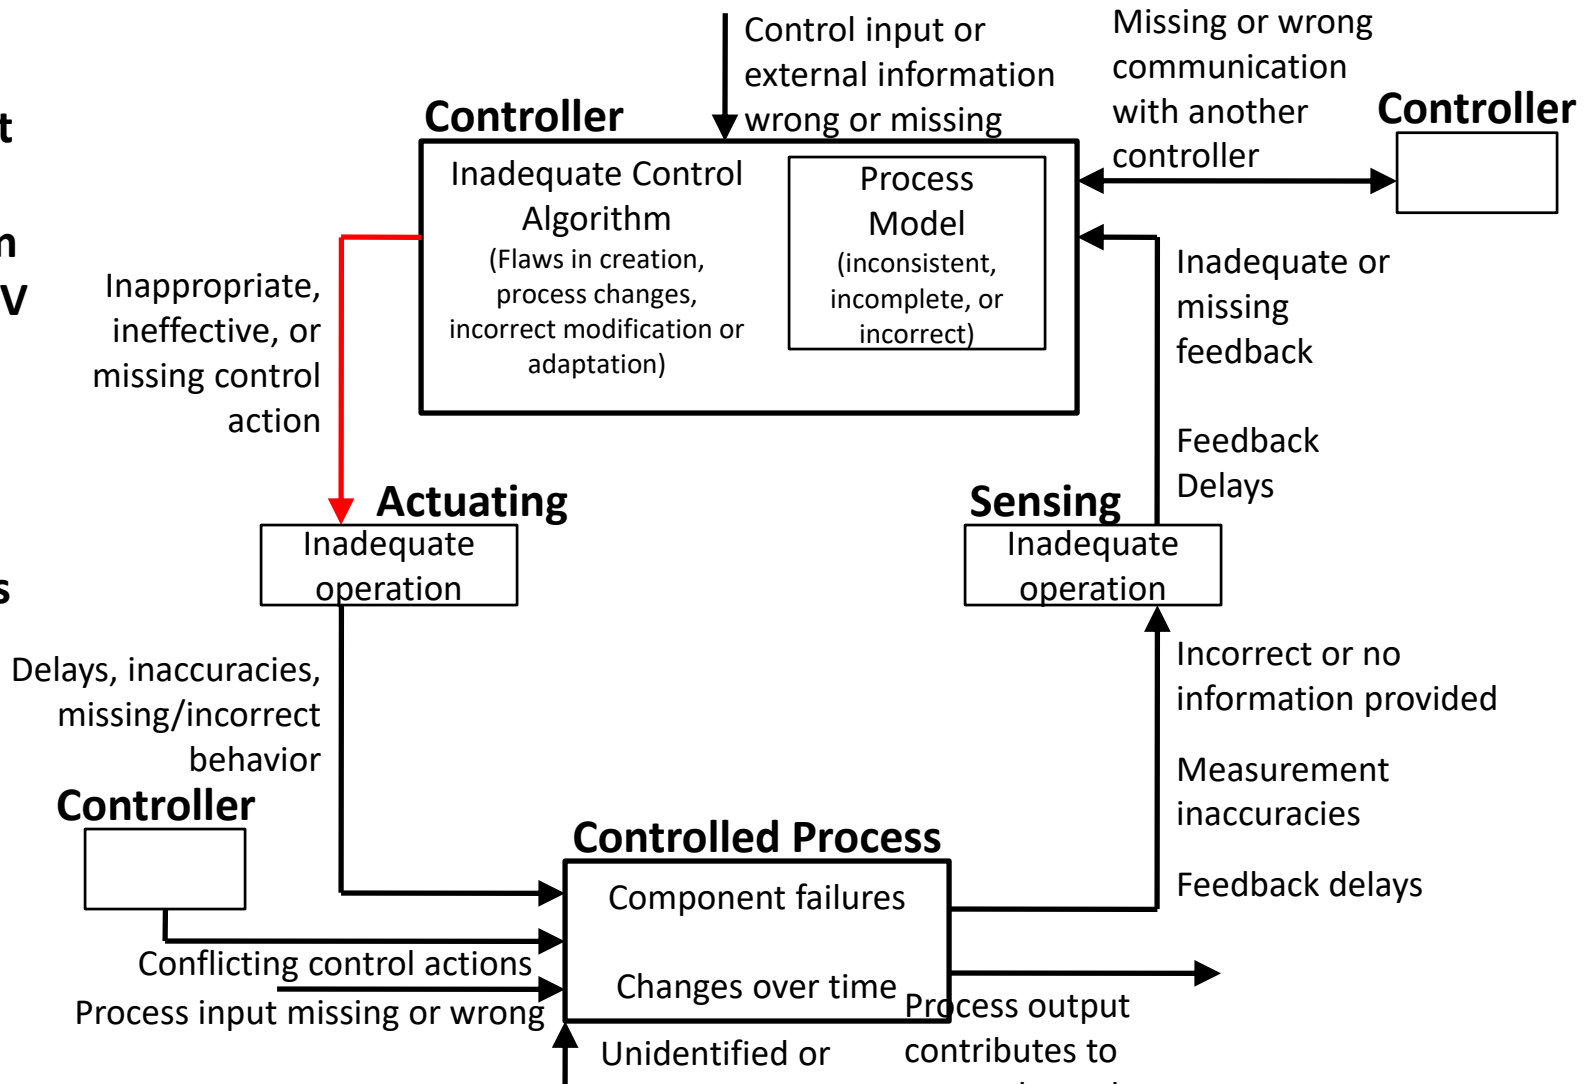 Control input or
external information
wrong or missing
Missing or wrong
communication
with another
controller
Controller
Controller
t
n
V
s
Inadequate Control
Algorithm
(Flaws in creation,
process changes,
incorrect modification or
adaptation)
Process
Model
(inconsistent,
incomplete, or
incorrect)
Inappropriate,
ineffective, or
missing control
action
Inadequate or
missing
feedback
Feedback
Delays
Actuating
Inadequate
operation
Sensing
Inadequate
operation
Delays, inaccuracies,
missing/incorrect
behavior
Incorrect or no
information provided
Measurement
inaccuracies
Feedback delays
Controller
Controlled Process
Component failures
Changes over time
Conflicting control actions
Process input missing or wrong
Unidentified or
Process output
contributes to